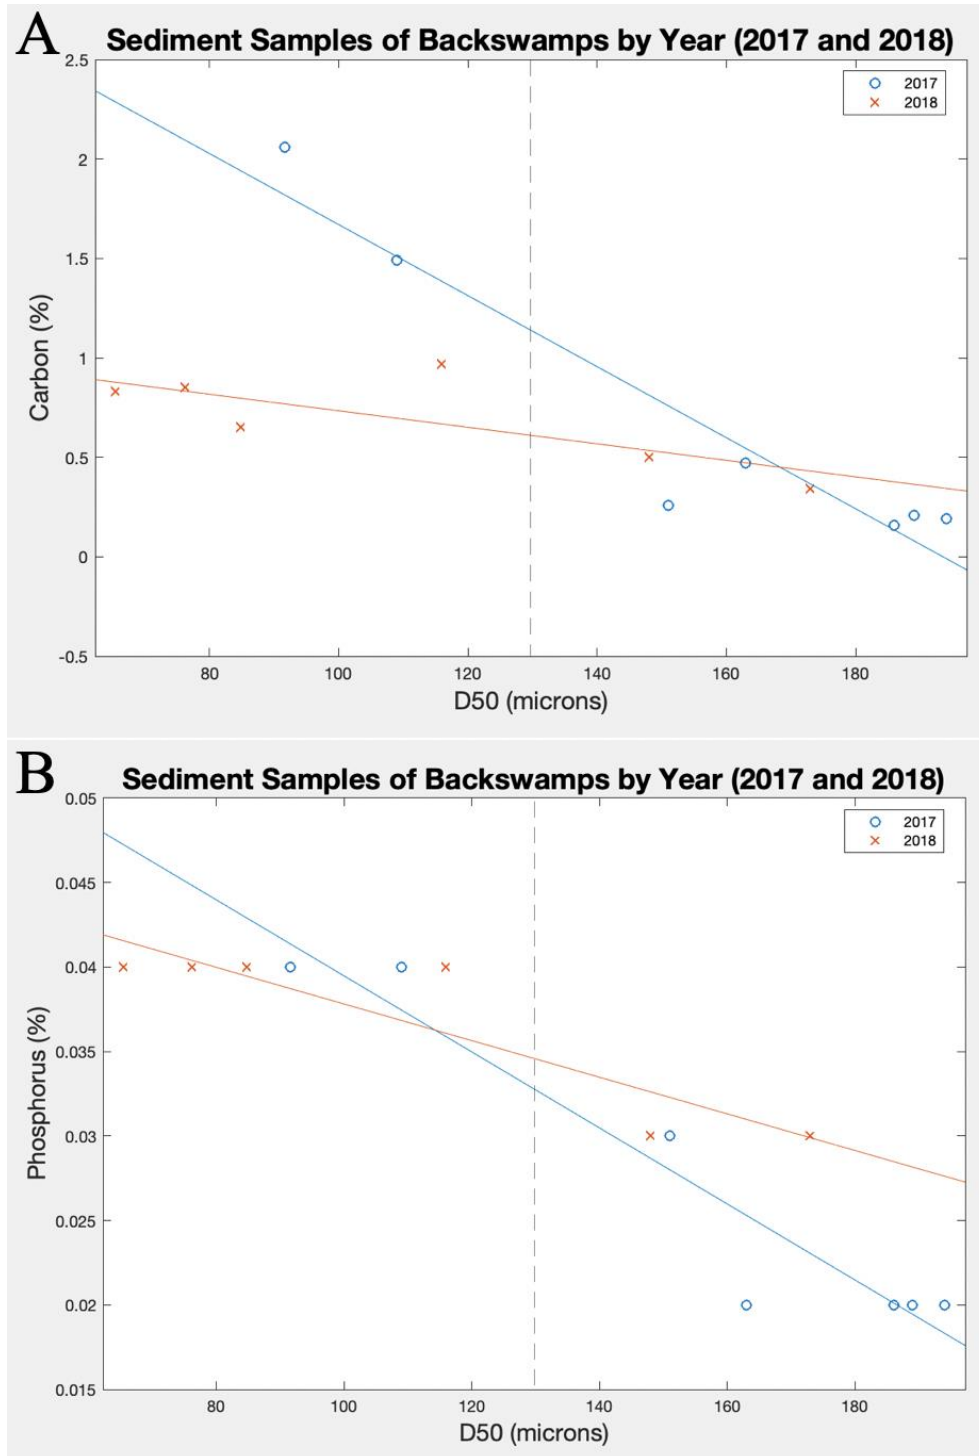 A
Sediment Samples of Backswamps by Year (2017 and 2018)
2.5
2017
2018
2
1.5
1
0.5
0
-0.5
Carbon (%)
80 100 120 140 160 180
D50 (microns)
B
Sediment Samples of Backswamps by Year (2017 and 2018)
0.05
2017
2018
0.045
0.04
0.035
0.03
0.025
0.02
0.015
Phosphorus (%)
80 100 120 140 160 180
D50 (microns)